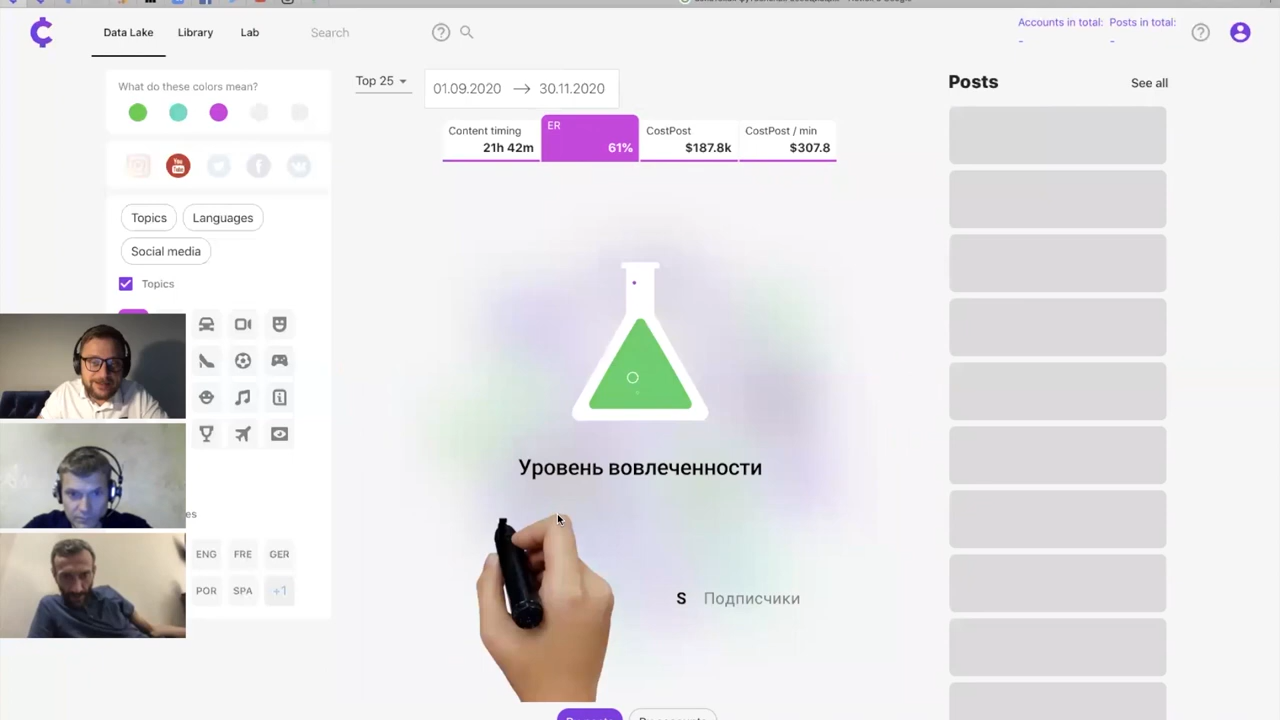 Data Lake
Library
Lab
Search
Accounts in total:
Posts in total:
-
-
What do these colors mean?
Top 25
01.09.2020
30.11.2020
Posts
See all
Content timing
21h 42m
ER
61%
CostPost
$187.8k
CostPost / min
$307.8
You
Tube
Topics
Languages
Social media
Topics
Уровень вовлеченности
ENG
FRE
GER
POR
SPA
+1
S
Подписчики